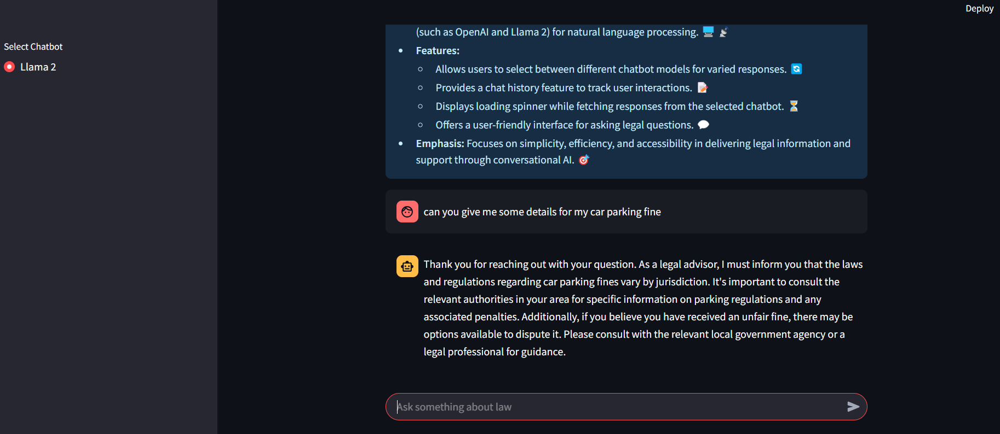 Deploy
Select Chatbot
Llama 2
(such as OpenAI and Llama 2) for natural language processing. 🖥️ 📡
• Features:
◦ Allows users to select between different chatbot models for varied responses. 🔄
◦ Provides a chat history feature to track user interactions. 📝
◦ Displays loading spinner while fetching responses from the selected chatbot. ⏳
◦ Offers a user-friendly interface for asking legal questions. 💬
• Emphasis: Focuses on simplicity, efficiency, and accessibility in delivering legal information and
support through conversational AI. 🎯
can you give me some details for my car parking fine
Thank you for reaching out with your question. As a legal advisor, I must inform you that the laws
and regulations regarding car parking fines vary by jurisdiction. It's important to consult the
relevant authorities in your area for specific information on parking regulations and any
associated penalties. Additionally, if you believe you have received an unfair fine, there may be
options available to dispute it. Please consult with the relevant local government agency or a
legal professional for guidance.
Ask something about law